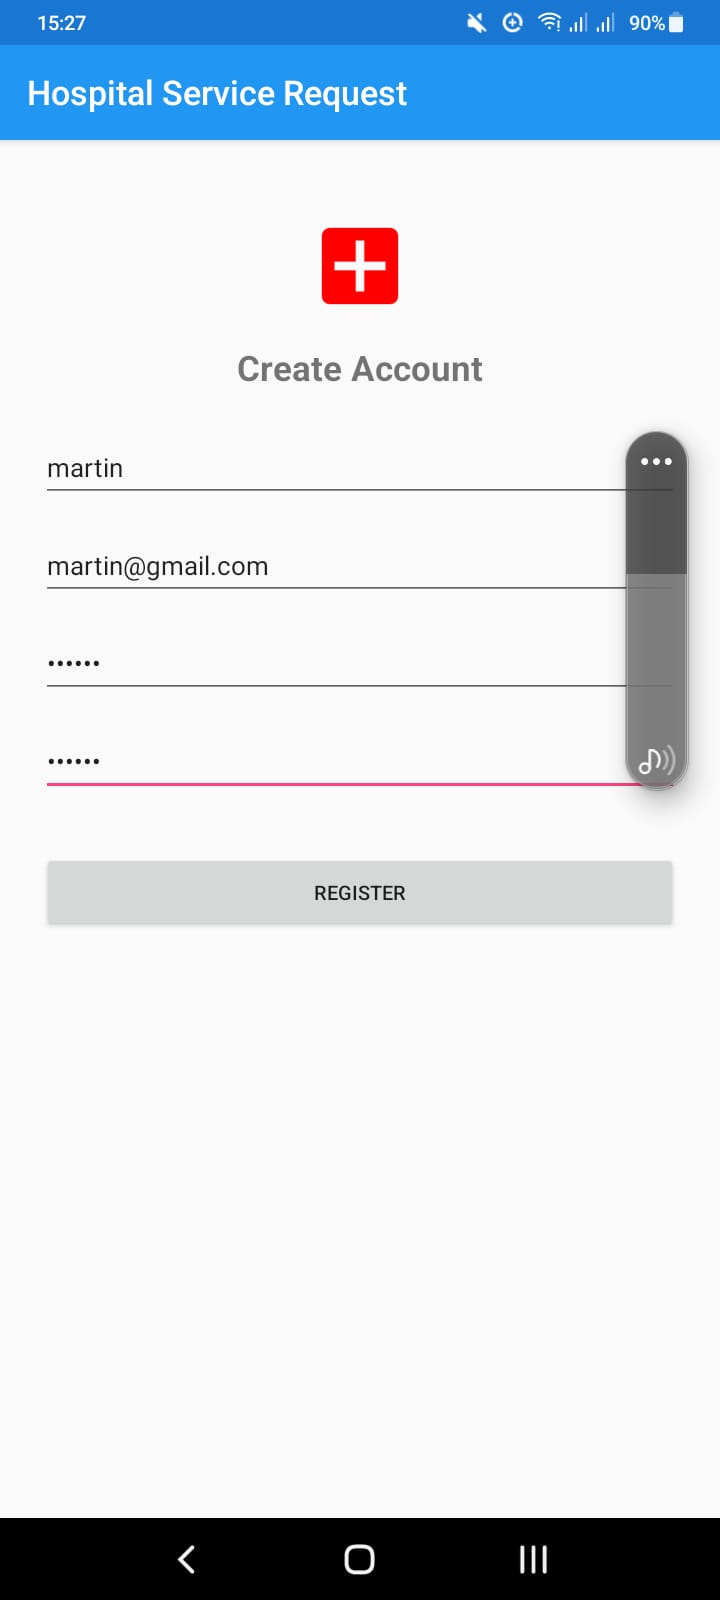 15:27 90%
Hospital Service Request
Create Account
martin
martin@gmail.com
••••••
••••••
REGISTER